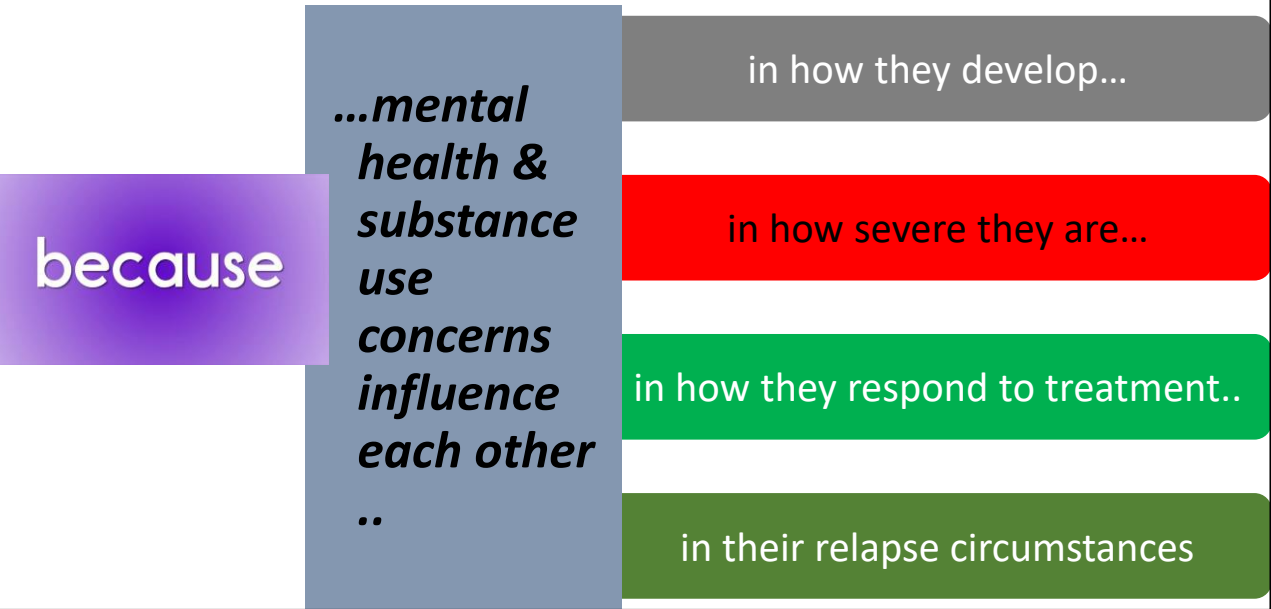 because
…mental
health &
substance
use
concerns
influence
each other
..
in how they develop…
in how severe they are…
in how they respond to treatment..
in their relapse circumstances